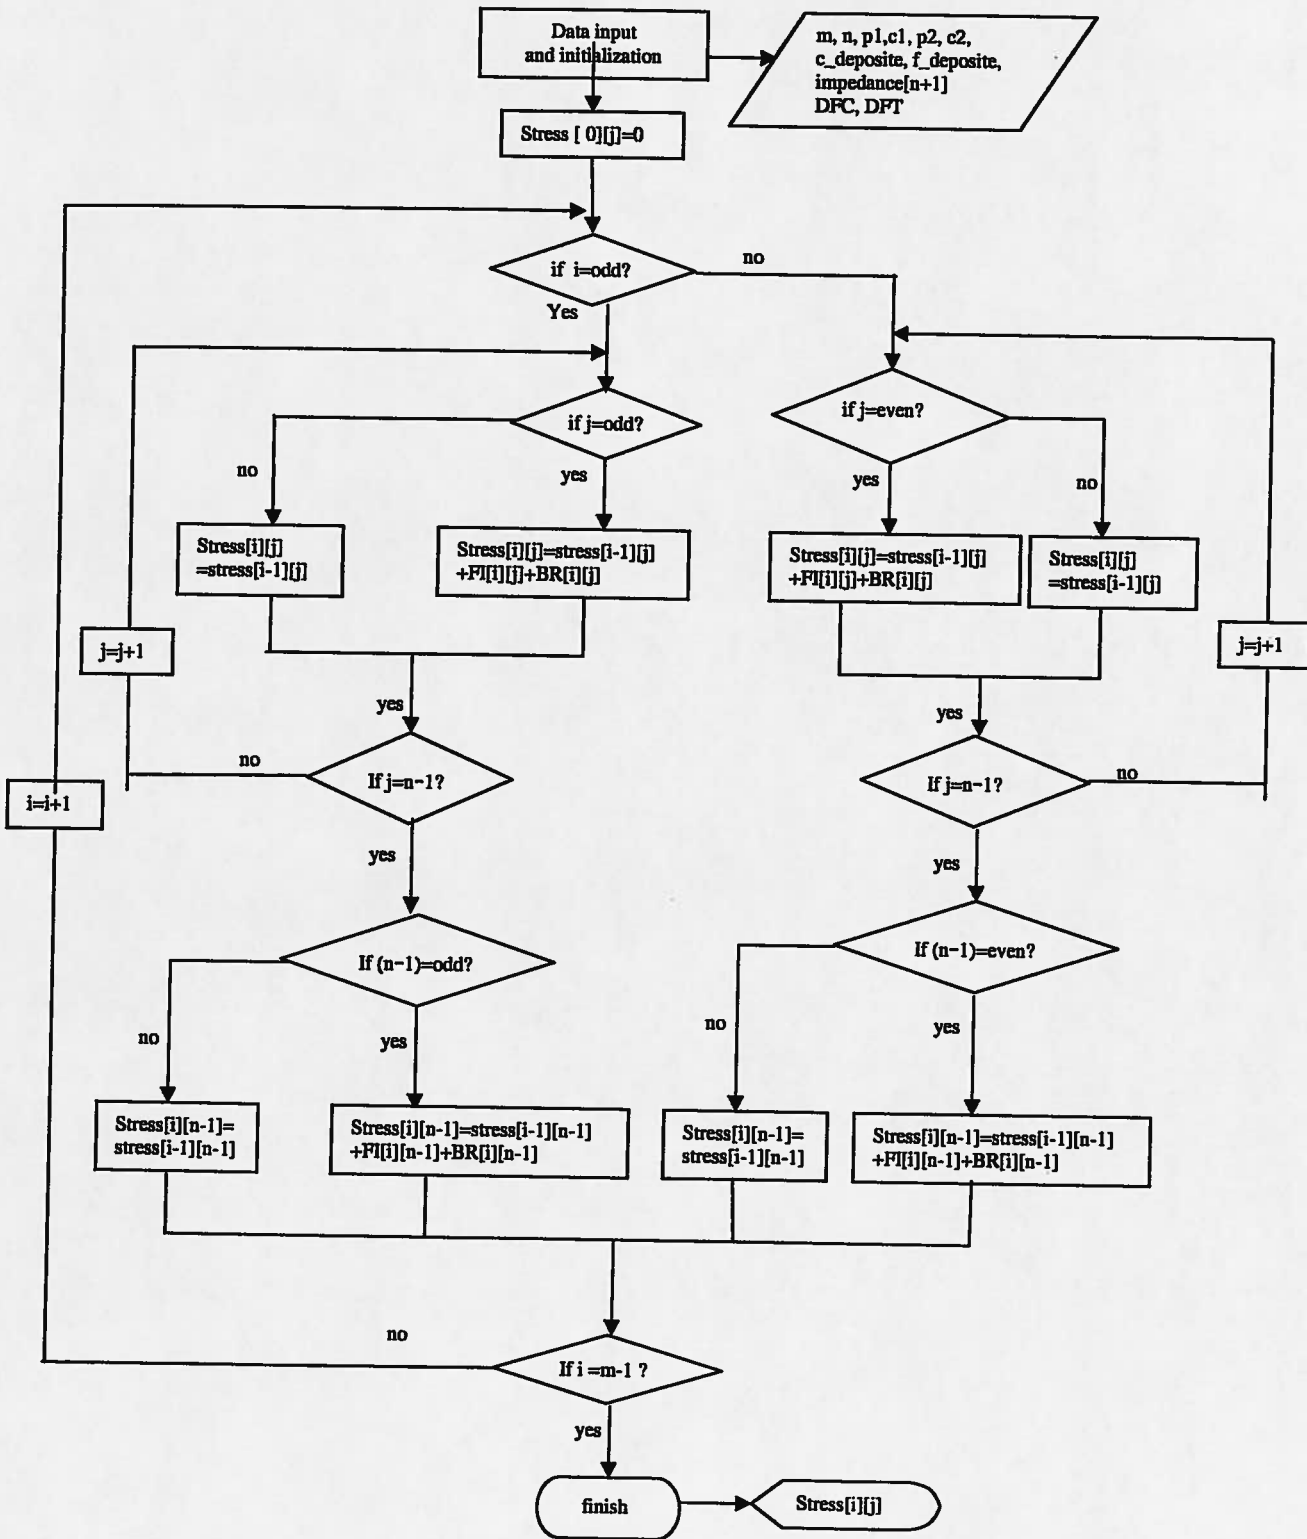 Data input
and initialization
m, n, p1,c1, p2, c2,
c_deposite, f_deposite,
impedance[n+1]
DFC, DFT
Stress [ 0][j]=0
if i=odd?
no
Yes
if j=odd?
if j=even?
no
yes
yes
no
Stress[i][j]
=stress[i-1][j]
Stress[i][j]=stress[i-1][j]
+FI[i][j]+BR[i][j]
Stress[i][j]=stress[i-1][j]
+FI[i][j]+BR[i][j]
Stress[i][j]
=stress[i-1][j]
j=j+1
j=j+1
yes
yes
no
If j=n-1?
If j=n-1?
no
i=i+1
yes
yes
If (n-1)=odd?
If (n-1)=even?
no
yes
no
yes
Stress[i][n-1]=
stress[i-1][n-1]
Stress[i][n-1]=stress[i-1][n-1]
+FI[i][n-1]+BR[i][n-1]
Stress[i][n-1]=
stress[i-1][n-1]
Stress[i][n-1]=stress[i-1][n-1]
+FI[i][n-1]+BR[i][n-1]
no
If i =m-1 ?
yes
finish
Stress[i][j]